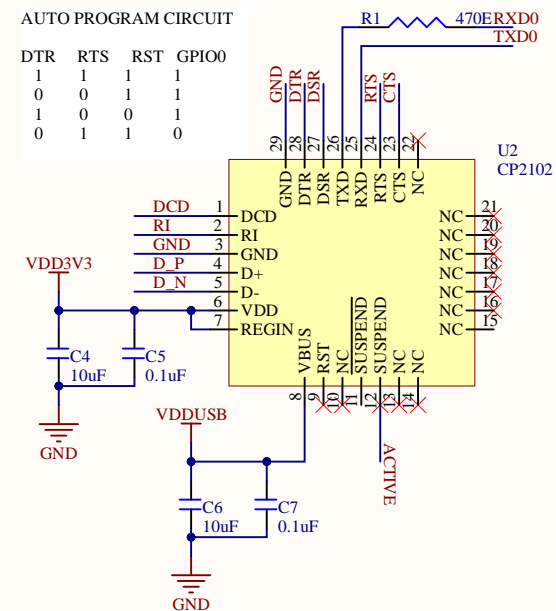 AUTO PROGRAM CIRCUIT
DTR RTS RST GPIO0
1 1 1 1
0 0 1 1
1 0 0 1
0 1 1 0
R1 470E RXD0
TXD0
GND DTR DSR RTS CTS
29 28 27 26 25 24 23 22
GND DTR DSR TXD RXD RTS CTS NC
U2
CP2102
DCD 1 DCD NC 21
RI 2 RI NC 20
GND 3 GND NC 19
D_P 4 D+ NC 18
D_N 5 D- NC 17
6 VDD NC 16
7 REGIN NC 15
VDD3V3
C4
10uF
C5
0.1uF
GND
VBUS RST NC SUSPEND SUSPEND NC NC
8 9 10 11 12 13 14
VDDUSB
ACTIVE
C6
10uF
C7
0.1uF
GND